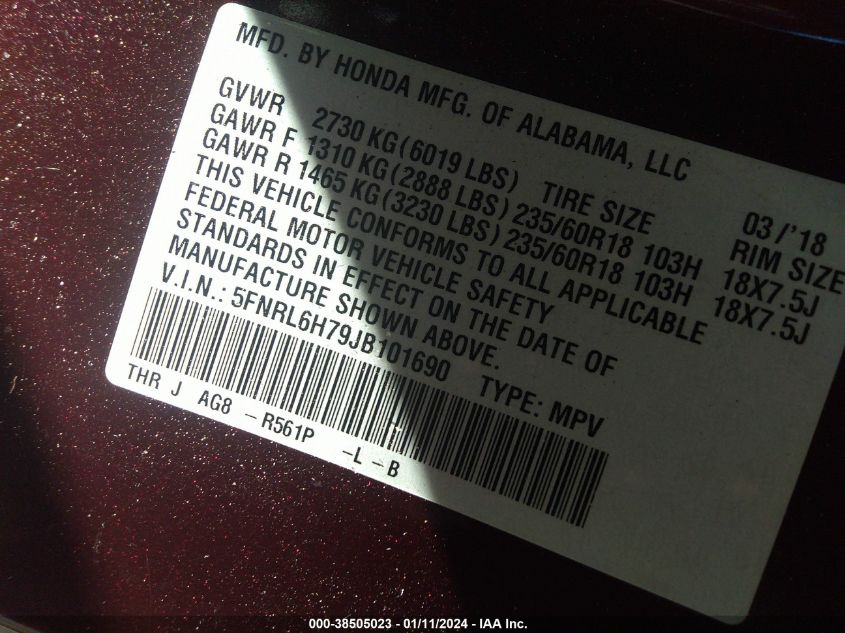 MFD. BY HONDA MFG. OF ALABAMA, LLC
03/'18
GVWR 2730 KG (6019 LBS) TIRE SIZE RIM SIZE
GAWR F 1310 KG (2888 LBS) 235/60R18 103H 18X7.5J
GAWR R 1465 KG (3230 LBS) 235/60R18 103H 18X7.5J
THIS VEHICLE CONFORMS TO ALL APPLICABLE
FEDERAL MOTOR VEHICLE SAFETY
STANDARDS IN EFFECT ON THE DATE OF
MANUFACTURE SHOWN ABOVE.
V.I.N.: 5FNRL6H79JB101690 TYPE: MPV
THR J AG8 -R561P -L-B
000-38505023 - 01/11/2024 - IAA Inc.